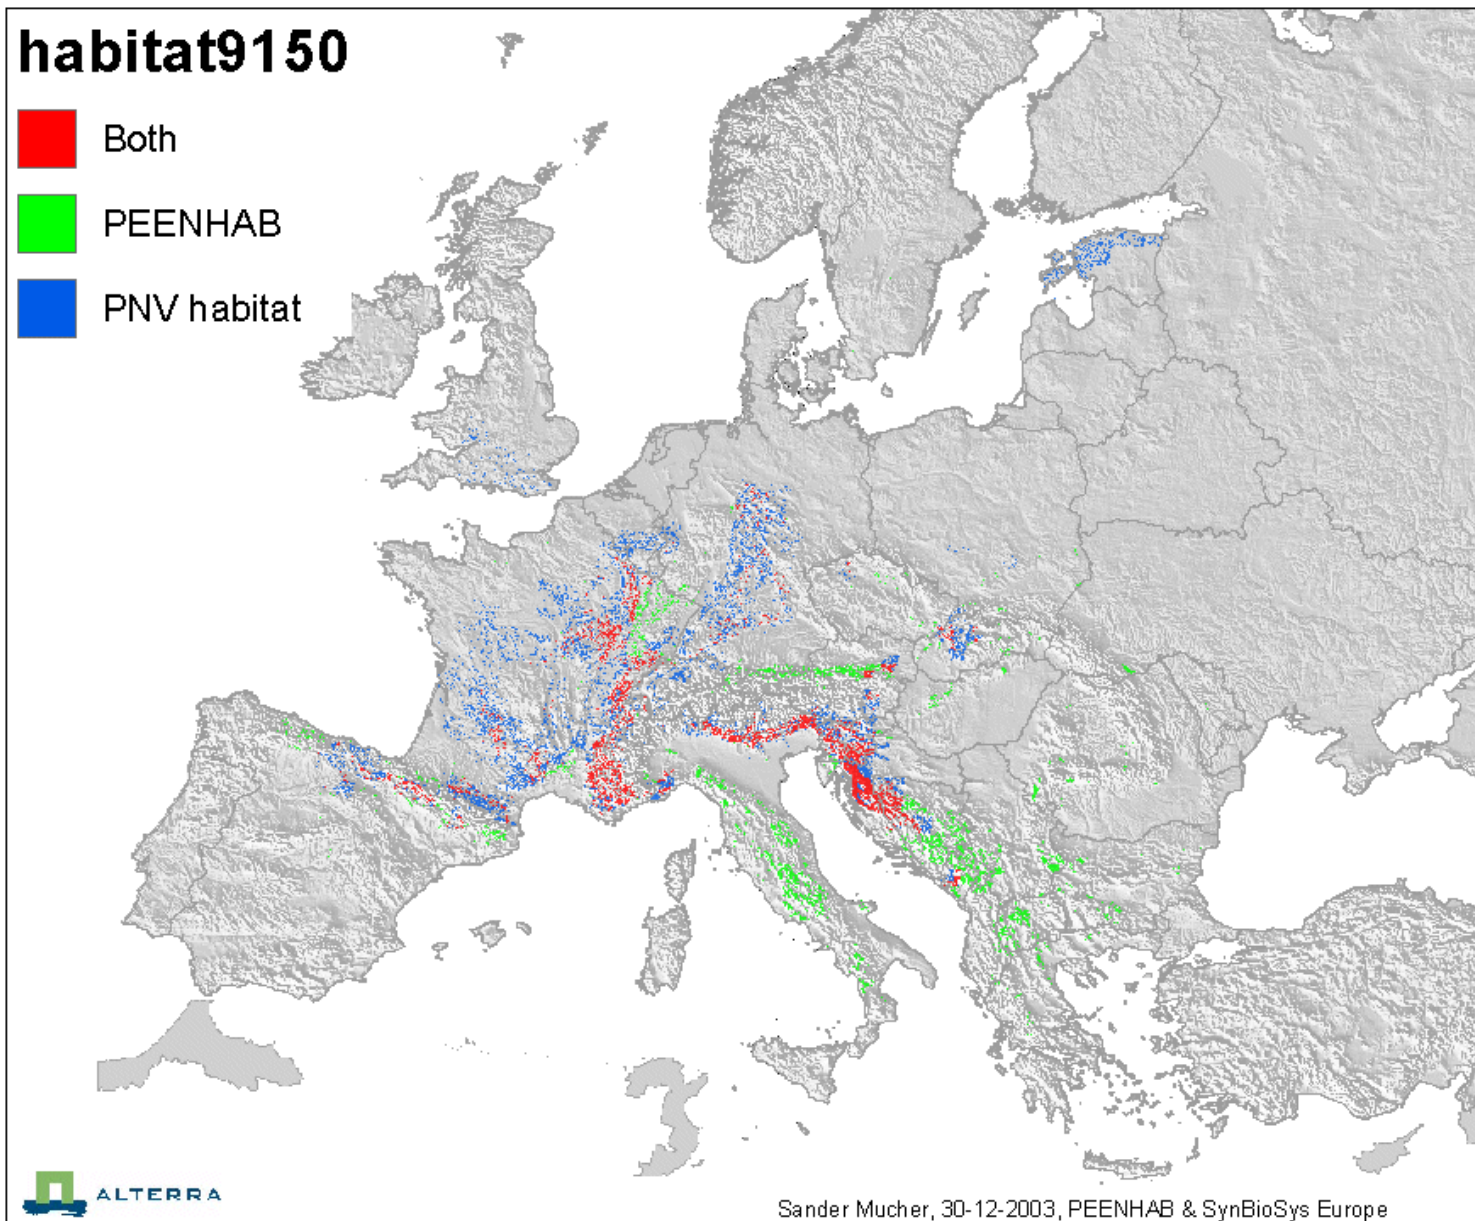 habitat9150
Both
PEENHAB
PNV habitat
ALTERRA
Sander Mucher, 30-12-2003, PEENHAB & SynBioSys Europe